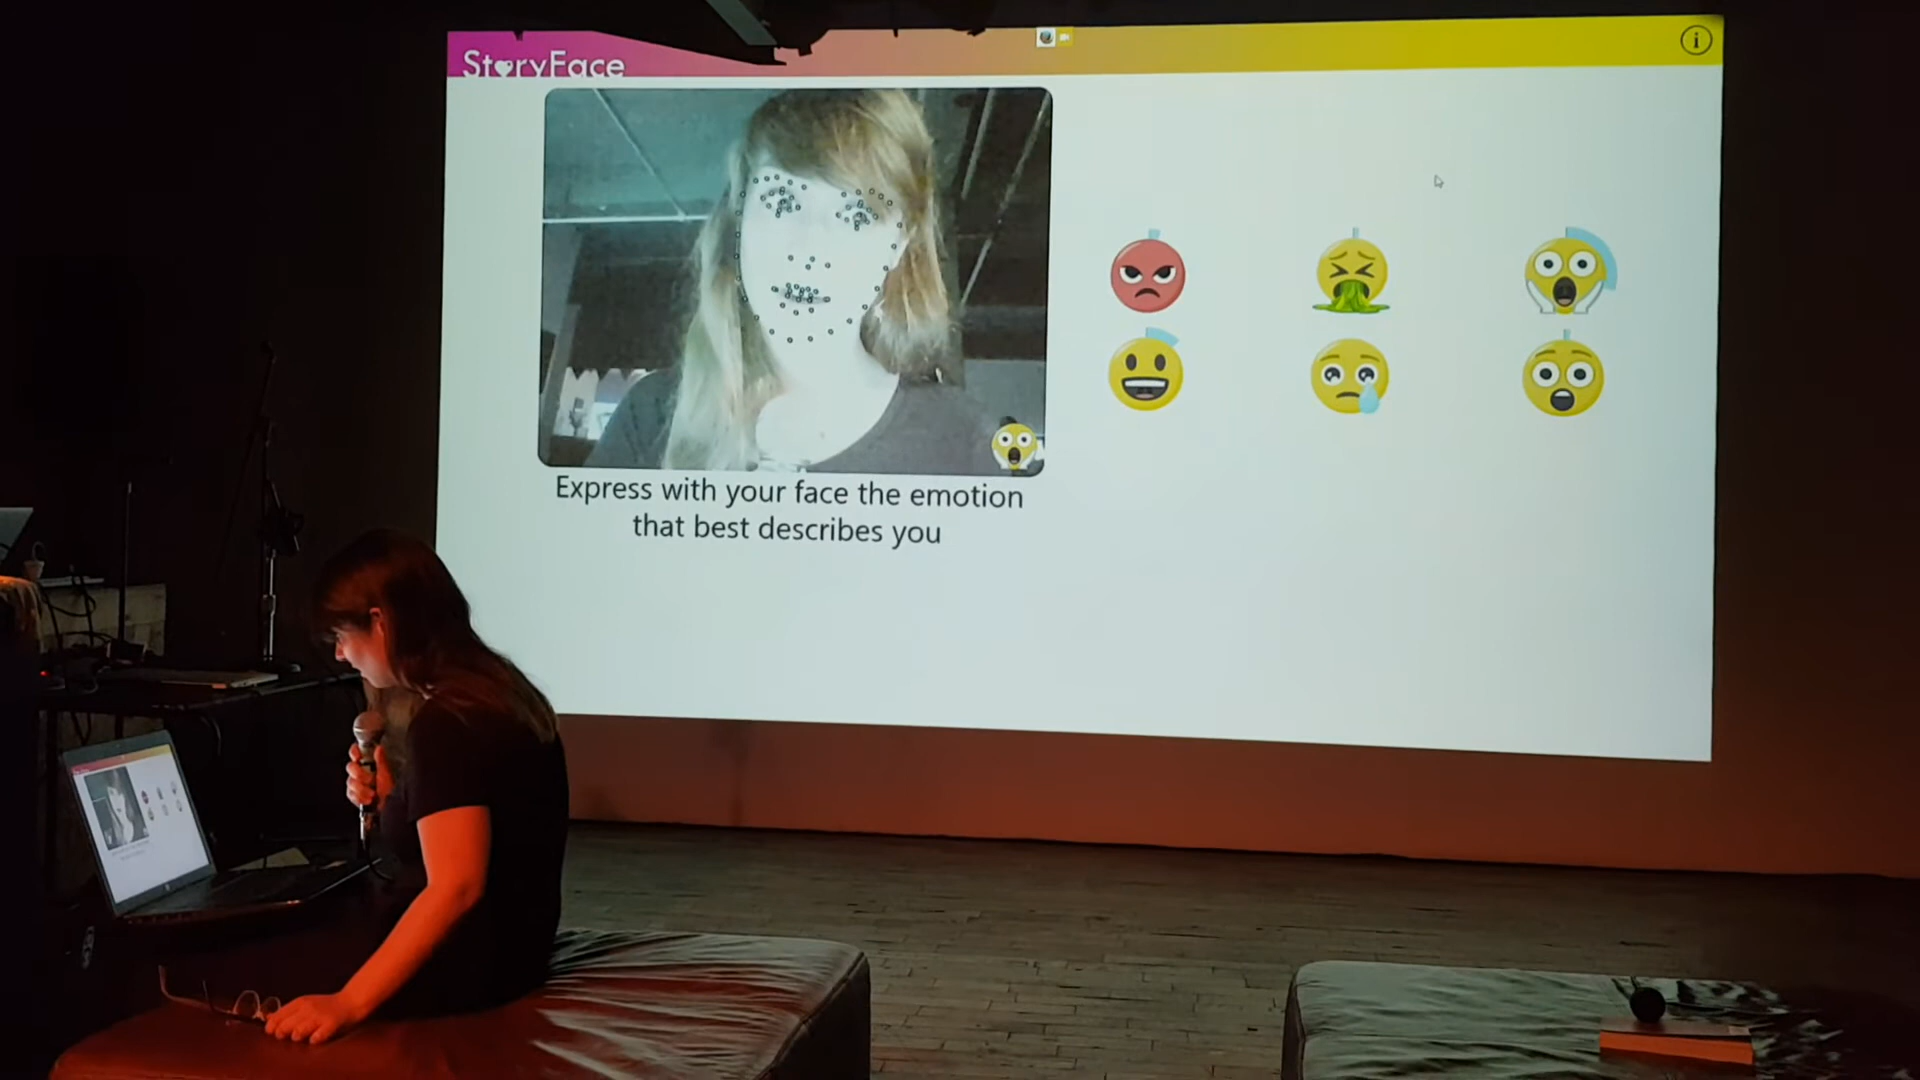 StoryFace
i
Express with your face the emotion
that best describes you